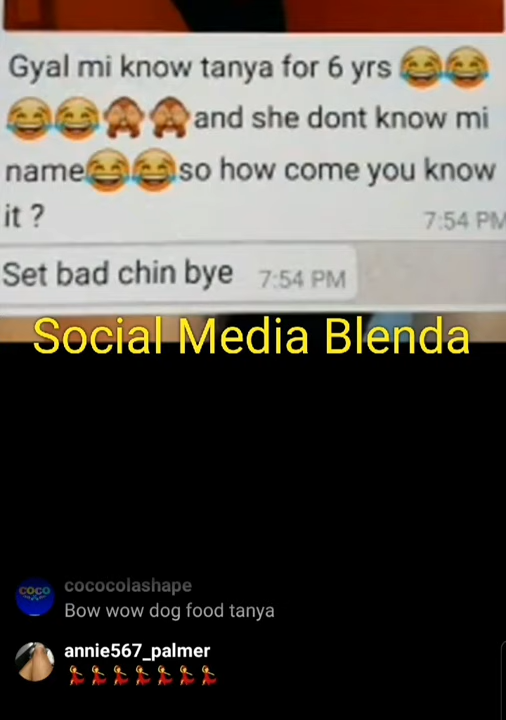 Gyal mi know tanya for 6 yrs 😂😂
😂😂🙈🙈and she dont know mi
name😂😂so how come you know
it ?
7:54 PM
Set bad chin bye 7:54 PM
Social Media Blenda
COCO
cococolashape
Bow wow dog food tanya
annie567_palmer
💃💃💃💃💃💃💃